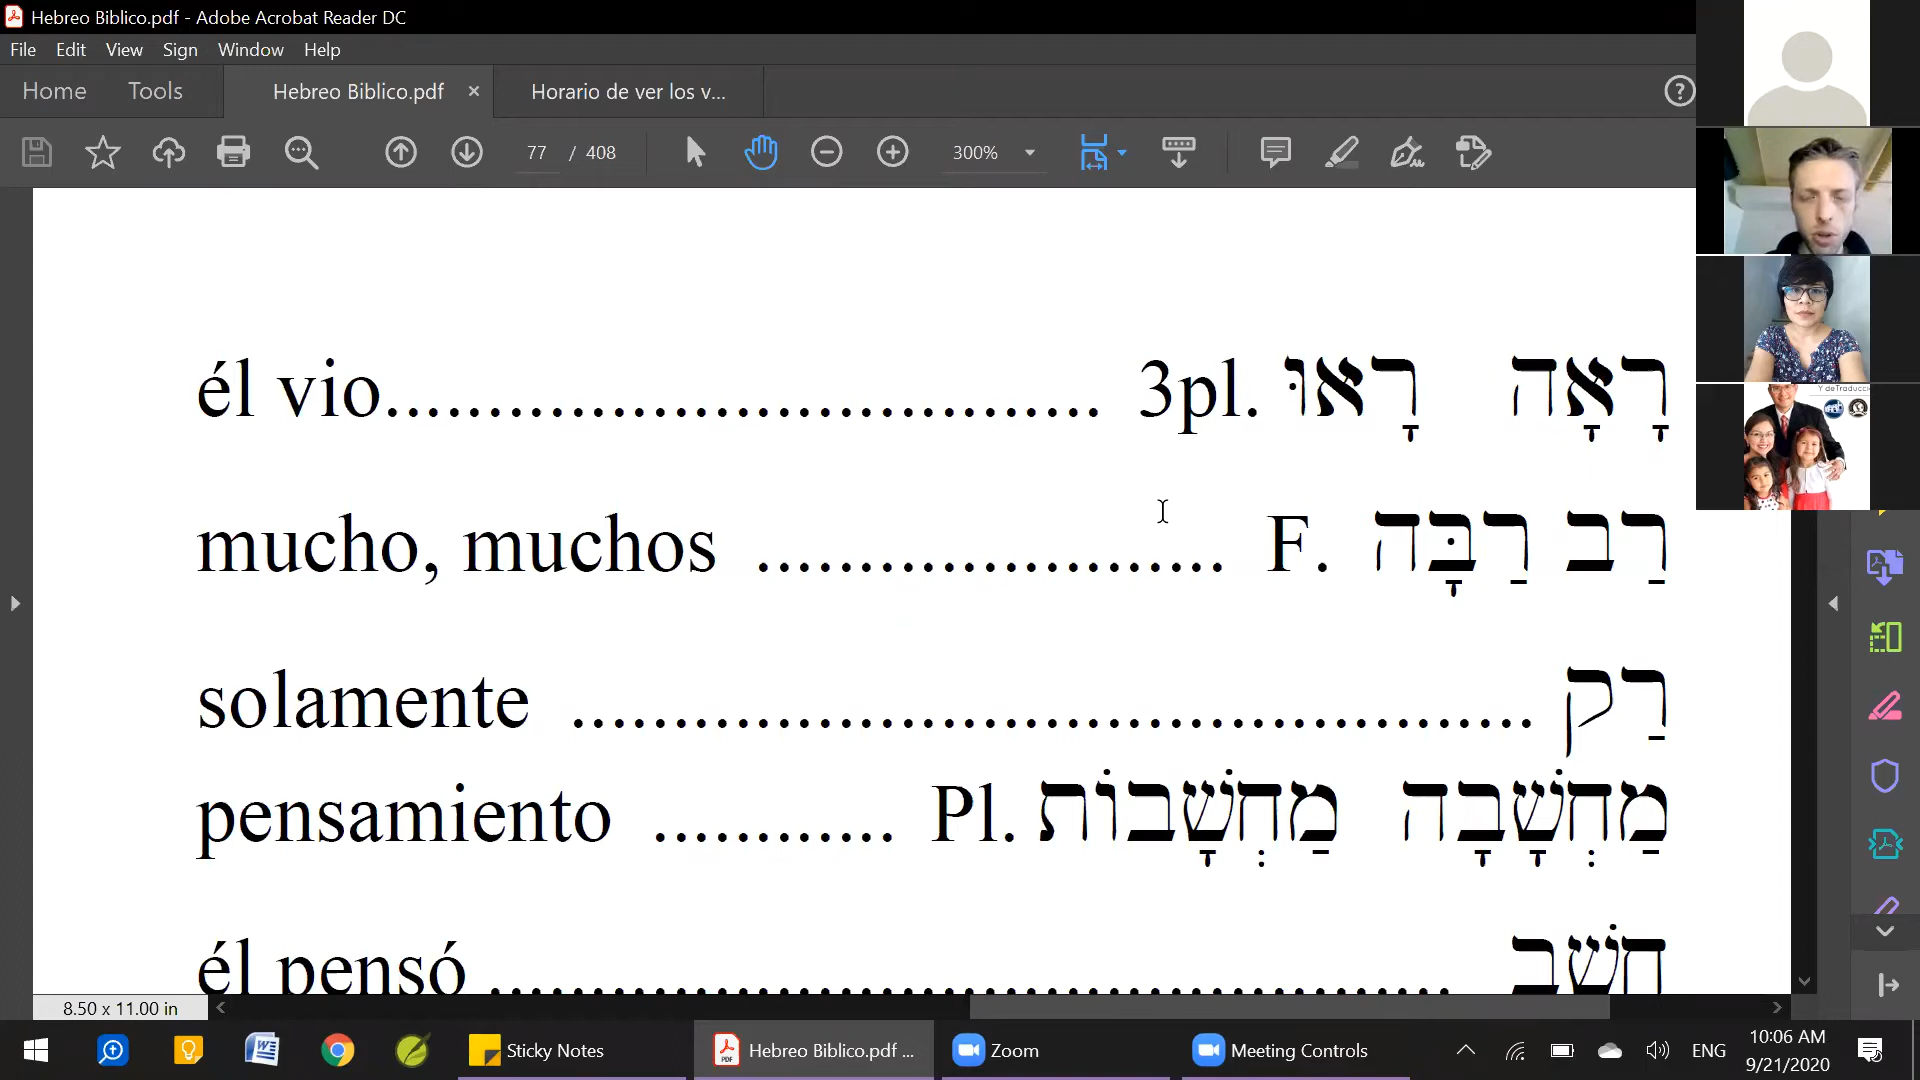 Hebreo Biblico.pdf - Adobe Acrobat Reader DC
File Edit View Sign Window Help
Home Tools Hebreo Biblico.pdf × Horario de ver los v...
77 / 408 300%
él vio................................... 3pl. רָאוּ רָאָה
mucho, muchos ....................... F. רַב רַבָּה
solamente ............................................... רַק
pensamiento ............ Pl. מַחְשָׁבוֹת מַחְשָׁבָה
él pensó ............................................... חשׁב
8.50 x 11.00 in
Sticky Notes Hebreo Biblico.pdf ... Zoom Meeting Controls ENG 10:06 AM
9/21/2020